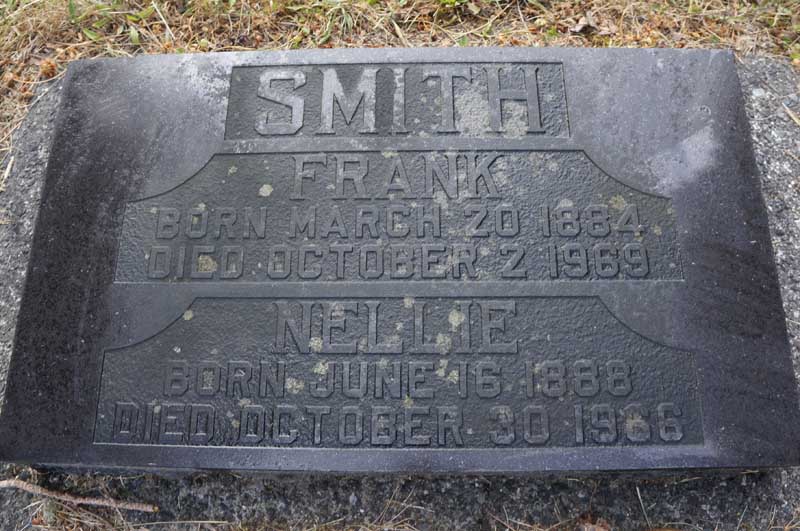 SMITH
FRANK
BORN MARCH 20 1884
DIED OCTOBER 2 1969
NELLIE
BORN JUNE 16 1888
DIED OCTOBER 30 1966